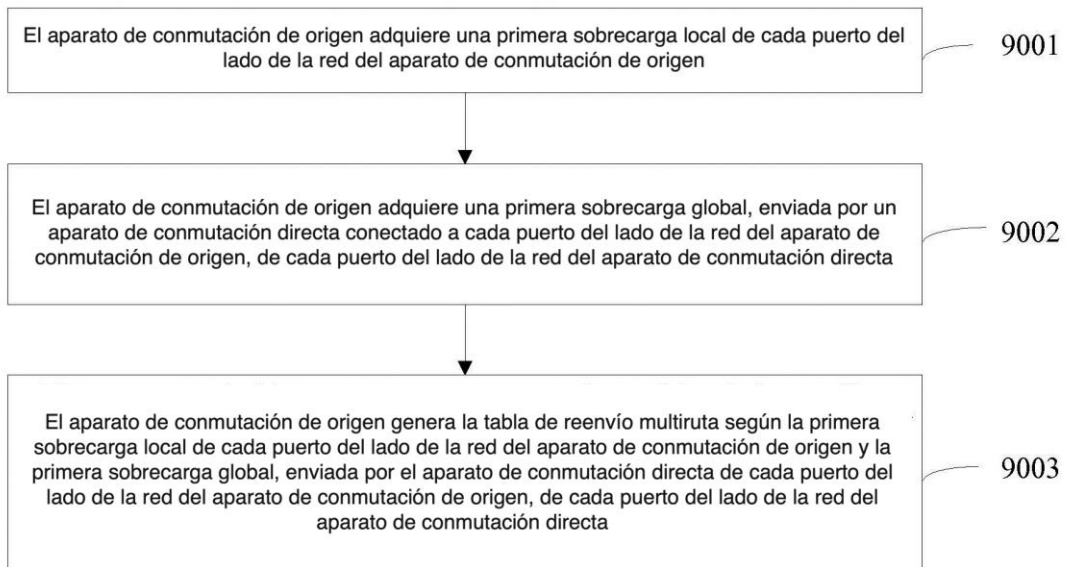 El aparato de conmutación de origen adquiere una primera sobrecarga local de cada puerto del
lado de la red del aparato de conmutación de origen
9001
El aparato de conmutación de origen adquiere una primera sobrecarga global, enviada por un
aparato de conmutación directa conectado a cada puerto del lado de la red del aparato de
conmutación de origen, de cada puerto del lado de la red del aparato de conmutación directa
9002
El aparato de conmutación de origen genera la tabla de reenvío multiruta según la primera
sobrecarga local de cada puerto del lado de la red del aparato de conmutación de origen y la
primera sobrecarga global, enviada por el aparato de conmutación directa de cada puerto del
lado de la red del aparato de conmutación de origen, de cada puerto del lado de la red del
aparato de conmutación directa
9003